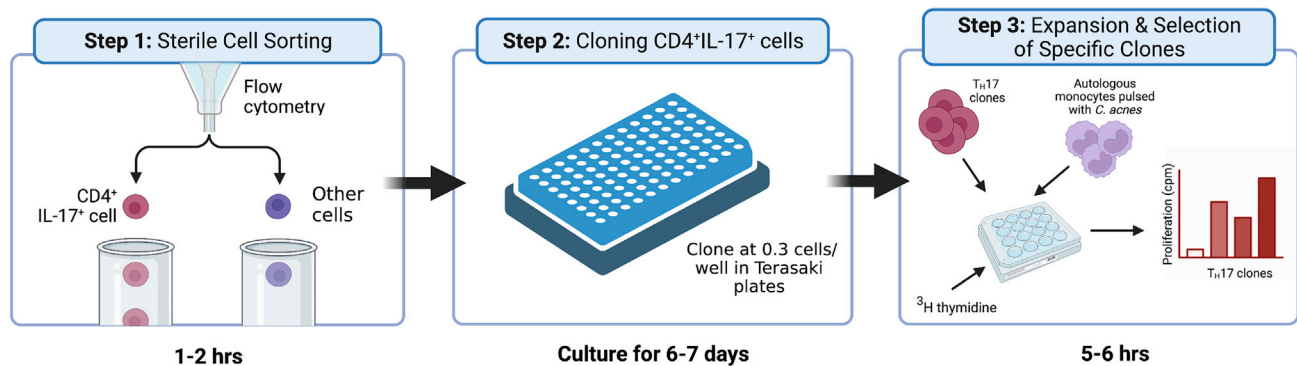 Step 1: Sterile Cell Sorting
Flow
cytometry
CD4⁺
IL-17⁺ cell
Other
cells
1-2 hrs
Step 2: Cloning CD4⁺IL-17⁺ cells
Clone at 0.3 cells/
well in Terasaki
plates
Culture for 6-7 days
Step 3: Expansion & Selection
of Specific Clones
T_H17
clones
Autologous
monocytes pulsed
with C. acnes
³H thymidine
Proliferation (cpm)
T_H17 clones
5-6 hrs